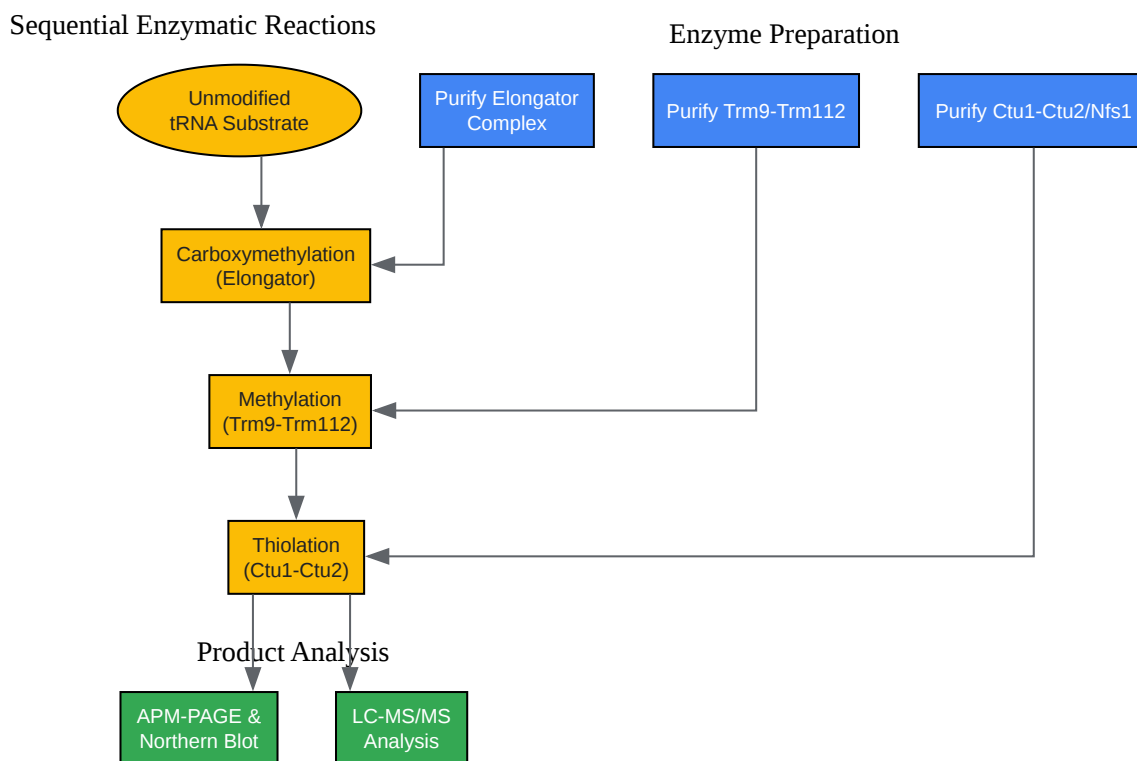 Sequential Enzymatic Reactions
Enzyme Preparation
Unmodified
tRNA Substrate
Purify Elongator
Complex
Purify Trm9-Trm112
Purify Ctu1-Ctu2/Nfs1
Carboxymethylation
(Elongator)
Methylation
(Trm9-Trm112)
Thiolation
(Ctu1-Ctu2)
Product Analysis
APM-PAGE &
Northern Blot
LC-MS/MS
Analysis